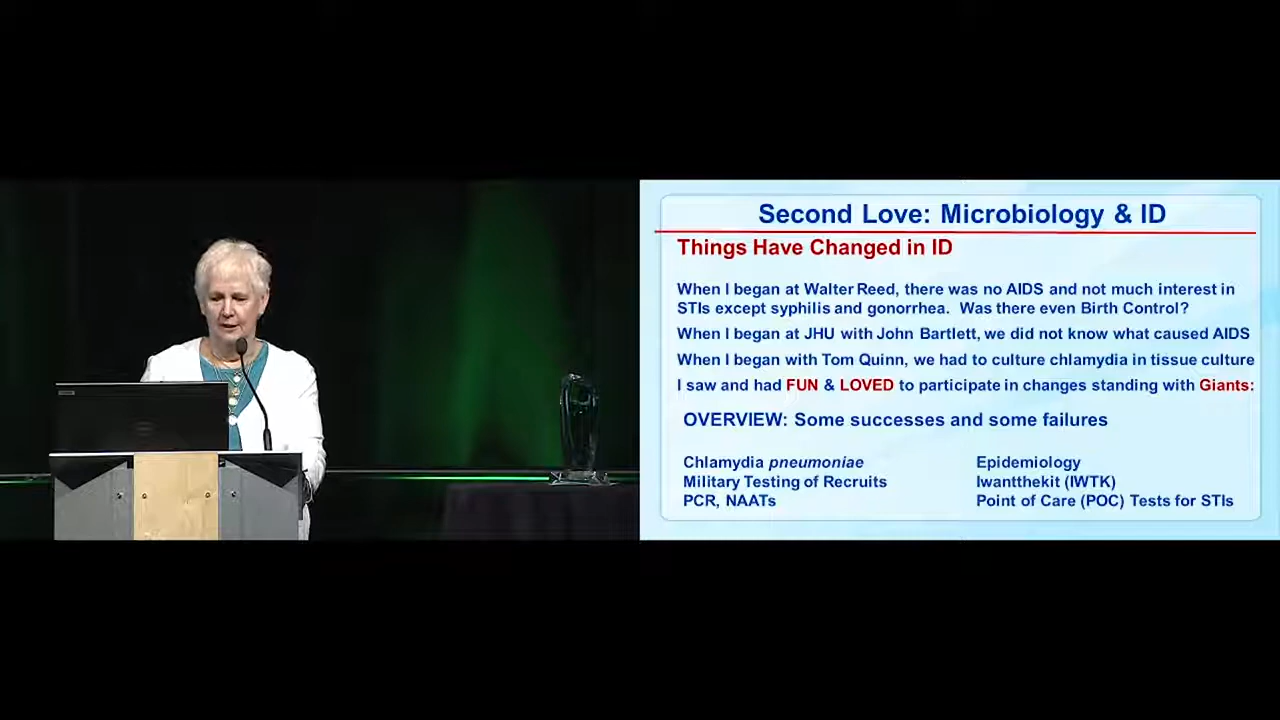 Second Love: Microbiology & ID
Things Have Changed in ID
When I began at Walter Reed, there was no AIDS and not much interest in
STIs except syphilis and gonorrhea. Was there even Birth Control?
When I began at JHU with John Bartlett, we did not know what caused AIDS
When I began with Tom Quinn, we had to culture chlamydia in tissue culture
I saw and had FUN & LOVED to participate in changes standing with Giants:
OVERVIEW: Some successes and some failures
Chlamydia pneumoniae
Military Testing of Recruits
PCR, NAATs
Epidemiology
Iwantthekit (IWTK)
Point of Care (POC) Tests for STIs